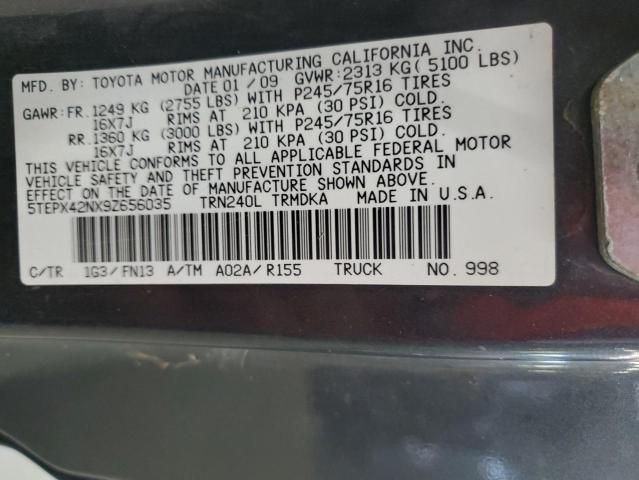 MFD. BY: TOYOTA MOTOR MANUFACTURING CALIFORNIA INC.
DATE 01 / 09 GVWR: 2313 KG ( 5100 LBS)
GAWR: FR. 1249 KG (2755 LBS) WITH P245/75R16 TIRES
16X7J RIMS AT 210 KPA (30 PSI) COLD.
RR. 1360 KG (3000 LBS) WITH P245/75R16 TIRES
16X7J RIMS AT 210 KPA (30 PSI) COLD.
THIS VEHICLE CONFORMS TO ALL APPLICABLE FEDERAL MOTOR
VEHICLE SAFETY AND THEFT PREVENTION STANDARDS IN
EFFECT ON THE DATE OF MANUFACTURE SHOWN ABOVE.
5TEPX42NX9Z656035 TRN240L TRMDKA MADE IN U.S.A.
C/TR 1G3/ FN13 A/TM A02A/ R155 TRUCK NO. 998